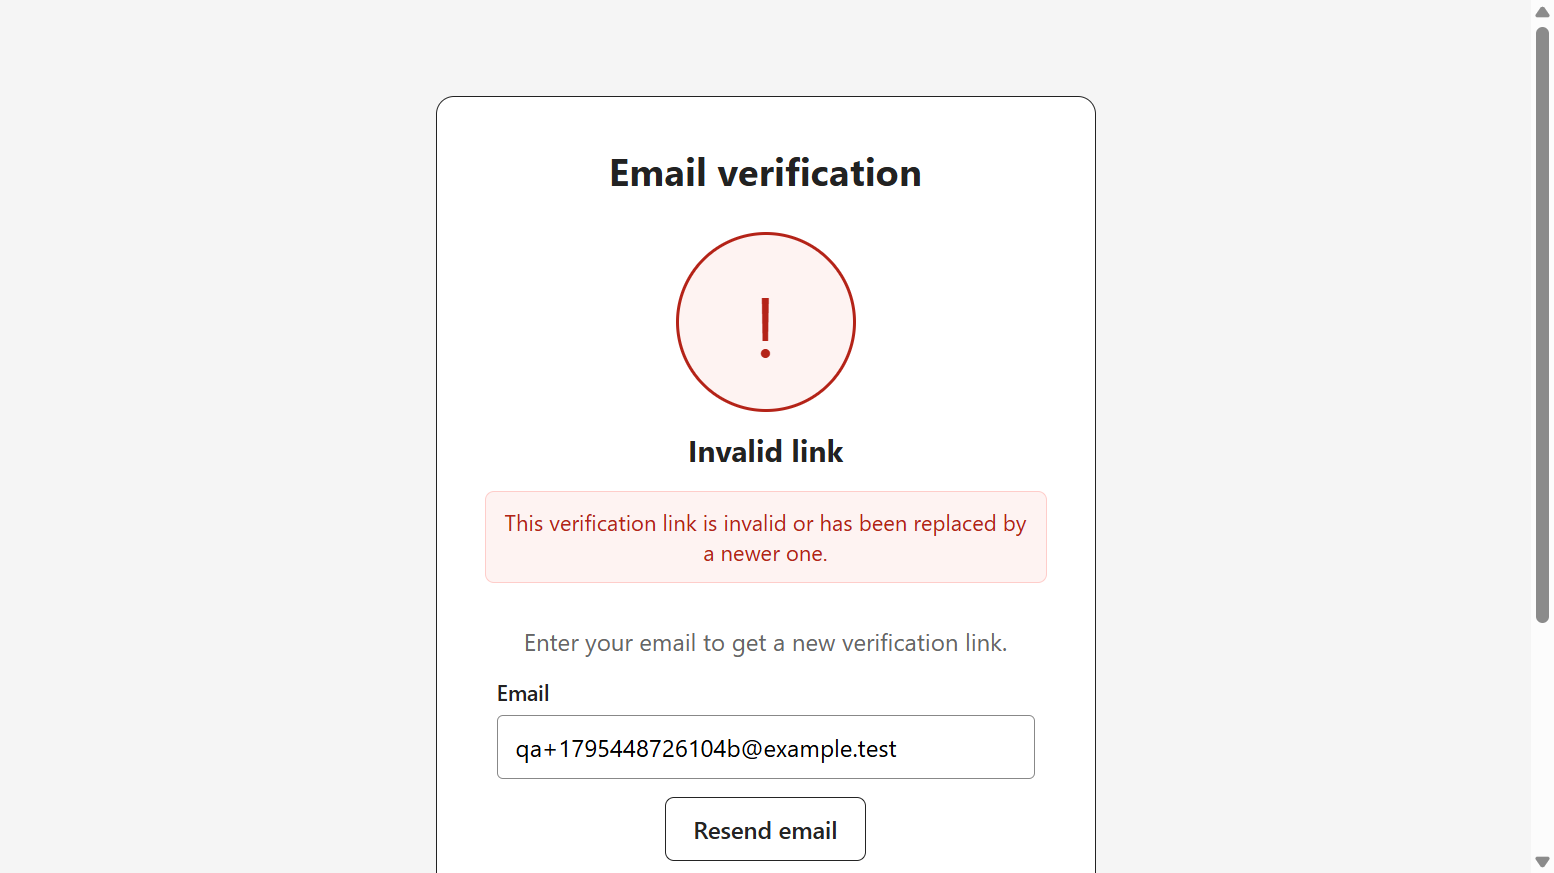 Email verification
!
Invalid link
This verification link is invalid or has been replaced by
a newer one.
Enter your email to get a new verification link.
Email
qa+1795448726104b@example.test
Resend email